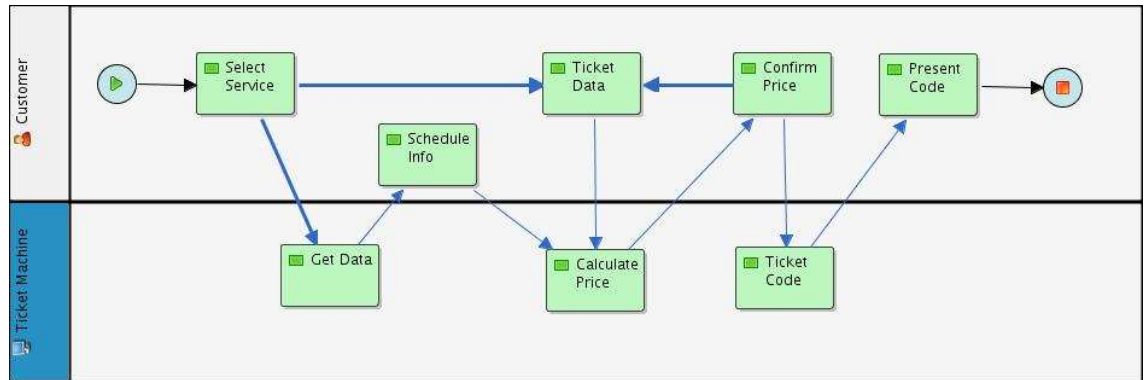 Customer
Select
Service
Ticket
Data
Confirm
Price
Present
Code
Schedule
Info
Ticket Machine
Get Data
Calculate
Price
Ticket
Code